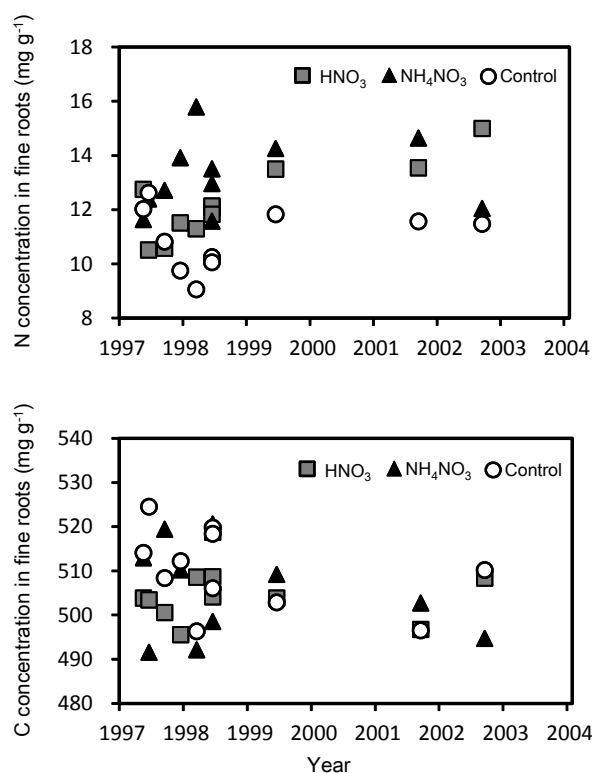 N concentration in fine roots (mg g-1)
18
16
14
12
10
8
HNO3 NH4NO3 Control
1997 1998 1999 2000 2001 2002 2003 2004
C concentration in fine roots (mg g-1)
540
530
520
510
500
490
480
HNO3 NH4NO3 Control
1997 1998 1999 2000 2001 2002 2003 2004
Year